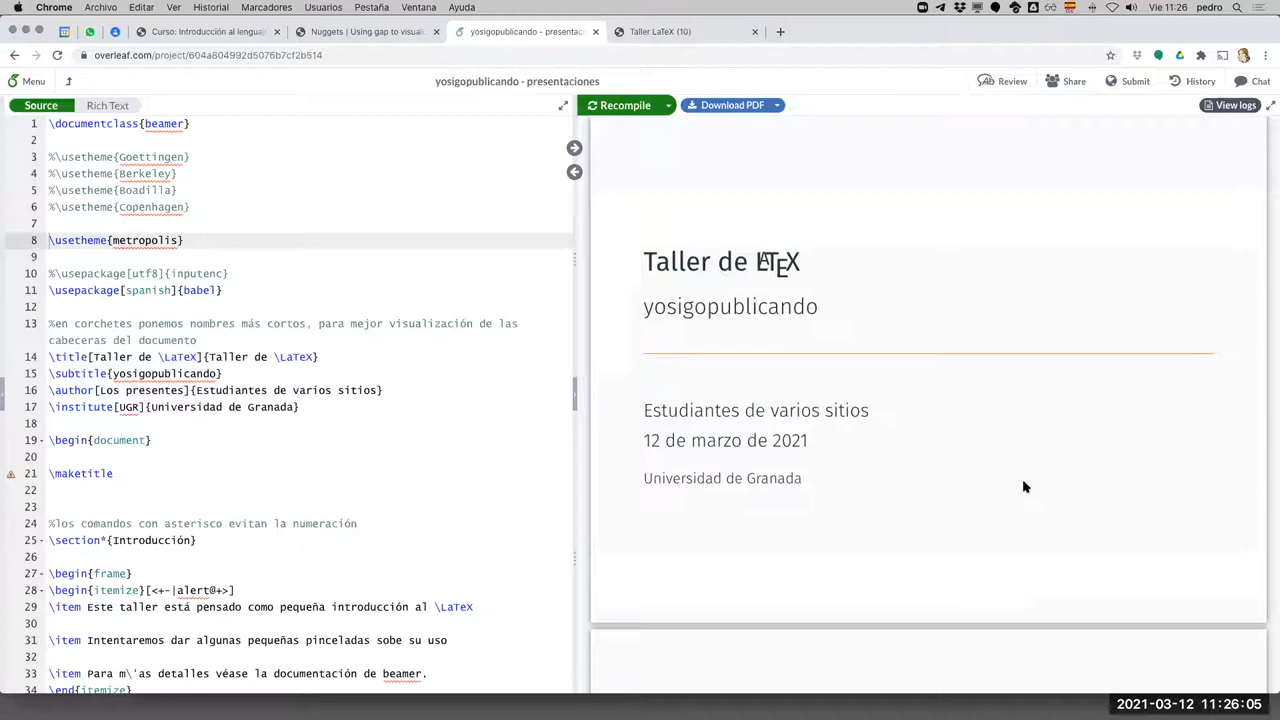 Chrome Archivo Editar Ver Historial Marcadores Usuarios Pestaña Ventana Ayuda Vie 11:26 pedro
Curso: Introducción al lenguaj Nuggets | Using gap to visuali yosigopublicando - presentac Taller LaTeX (10)
overleaf.com/project/604a804992d5076b7cf2b514
Menu yosigopublicando - presentaciones Review Share Submit History Chat
Source Rich Text Recompile Download PDF View logs
1 \documentclass{beamer}
2
3 %\usetheme{Goettingen}
4 %\usetheme{Berkeley}
5 %\usetheme{Boadilla}
6 %\usetheme{Copenhagen}
7
8 \usetheme{metropolis}
9
10 %\usepackage[utf8]{inputenc}
11 \usepackage[spanish]{babel}
12
13 %en corchetes ponemos nombres más cortos, para mejor visualización de las
cabeceras del documento
14 \title[Taller de \LaTeX]{Taller de \LaTeX}
15 \subtitle{yosigopublicando}
16 \author[Los presentes]{Estudiantes de varios sitios}
17 \institute[UGR]{Universidad de Granada}
18
19 \begin{document}
20
21 \maketitle
22
23
24 %los comandos con asterisco evitan la numeración
25 \section*{Introducción}
26
27 \begin{frame}
28 \begin{itemize}[<+-|alert@+>]
29 \item Este taller está pensado como pequeña introducción al \LaTeX
30
31 \item Intentaremos dar algunas pequeñas pinceladas sobe su uso
32
33 \item Para m\'as detalles véase la documentación de beamer.
34 \end{itemize}
Taller de LATEX
yosigopublicando
Estudiantes de varios sitios
12 de marzo de 2021
Universidad de Granada
2021-03-12 11:26:05